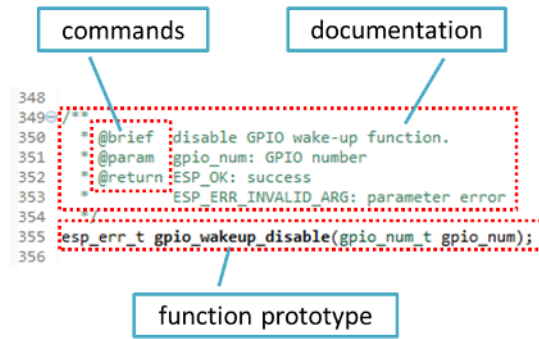 commands documentation
348
349 /**
350 * @brief disable GPIO wake-up function.
351 * @param gpio_num: GPIO number
352 * @return ESP_OK: success
353 * ESP_ERR_INVALID_ARG: parameter error
354 */
355 esp_err_t gpio_wakeup_disable(gpio_num_t gpio_num);
356
function prototype